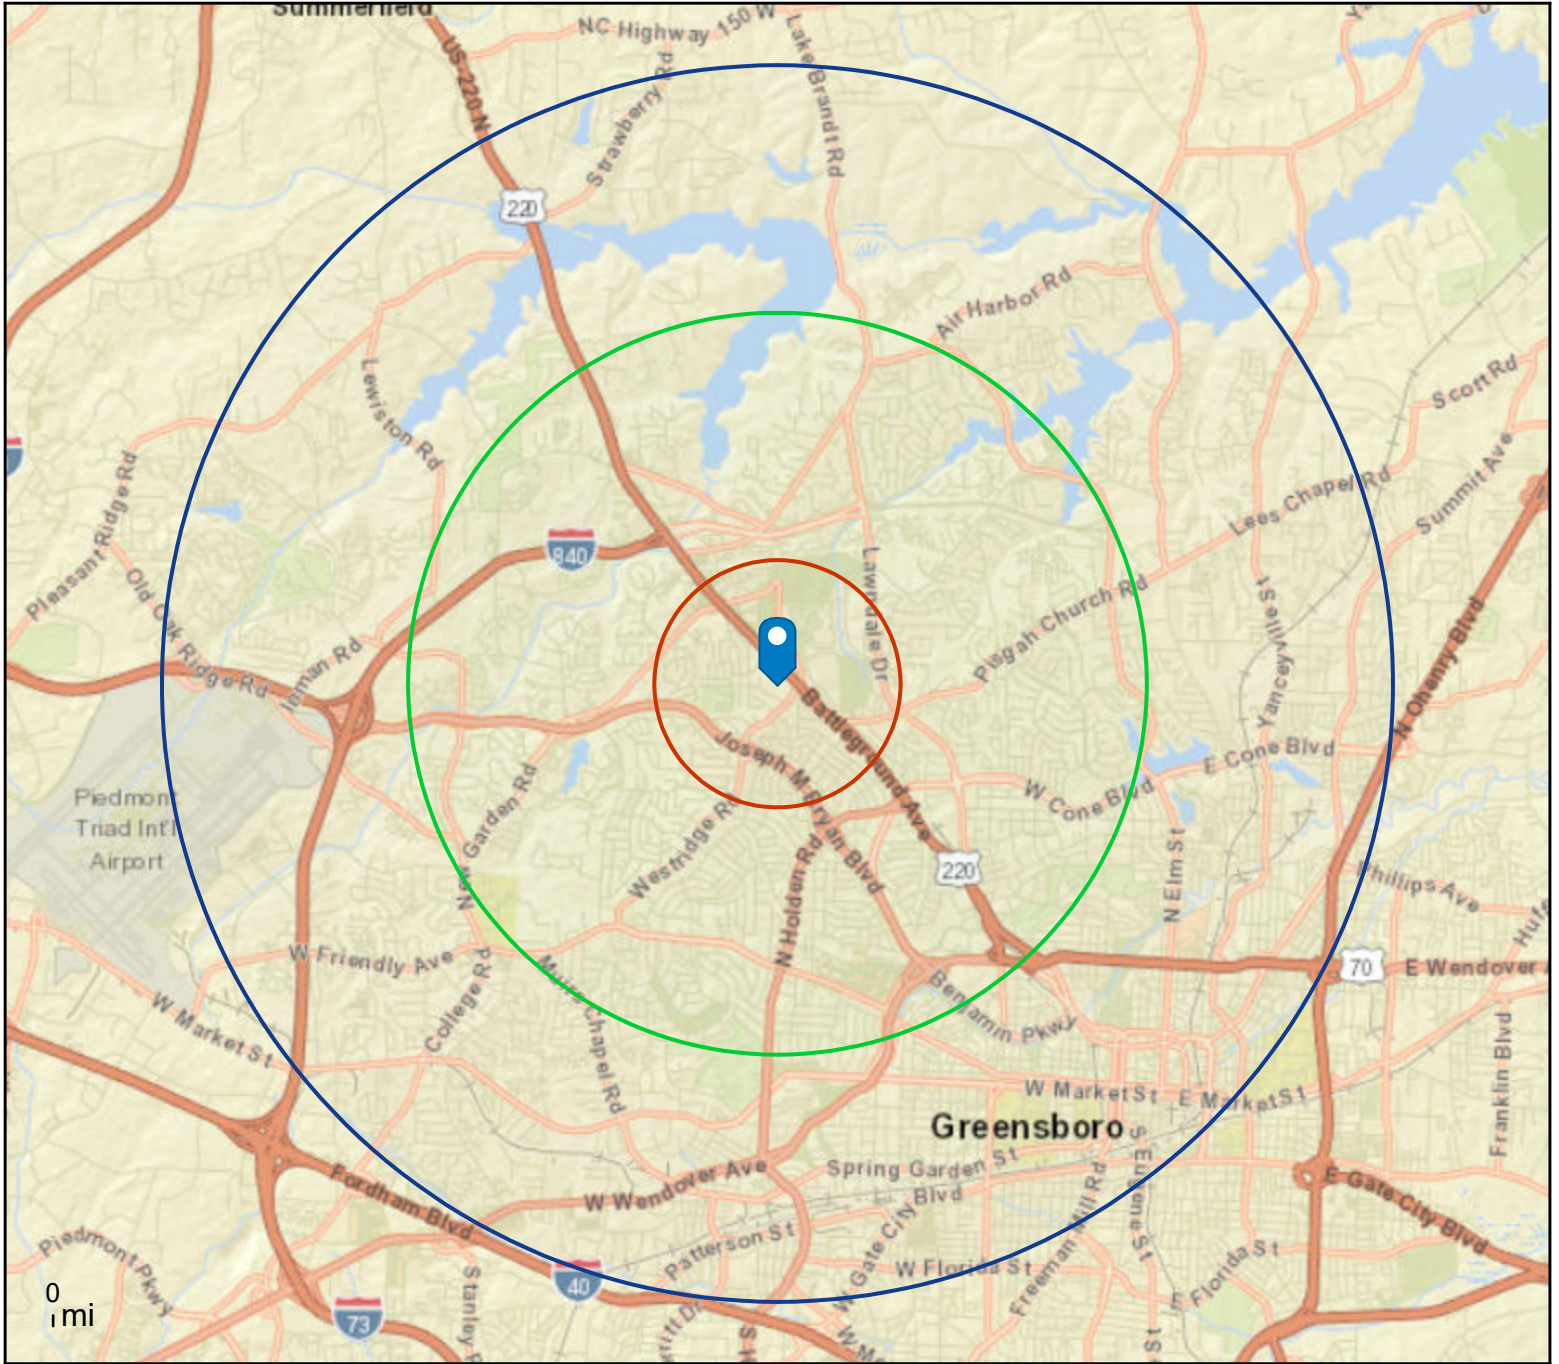 Summerfield
NC Highway 150 W
US 220 N
Lake Brandt Rd
Strawberry Rd
220
Air Harbor Rd
Lewiston Rd
Scott Rd
Pleasant Ridge Rd
Lees Chapel Rd
Summit Ave
840
Old Oak Ridge Rd
Lawndale Dr
Pisgah Church Rd
Yanceyville St
Inman Rd
N Ohenry Blvd
Battleground Ave
Joseph M Bryan Blvd
E Cone Blvd
W Cone Blvd
Piedmont
Triad Int'l
Airport
New Garden Rd
Westridge Rd
N Holden Rd
220
N Elm St
Phillips Ave
W Friendly Ave
College Rd
Muirs Chapel Rd
70
E Wendover
Benjamin Pkwy
W Market St
W Market St
E Market St
Franklin Blvd
Greensboro
S Eugene St
Spring Garden St
W Wendover Ave
Fordham Blvd
W Gate City Blvd
Freeman Mill Rd
E Gate City Blvd
Patterson St
W Florida St
E Florida St
Piedmont Pkwy
40
73
Stanley
0
mi